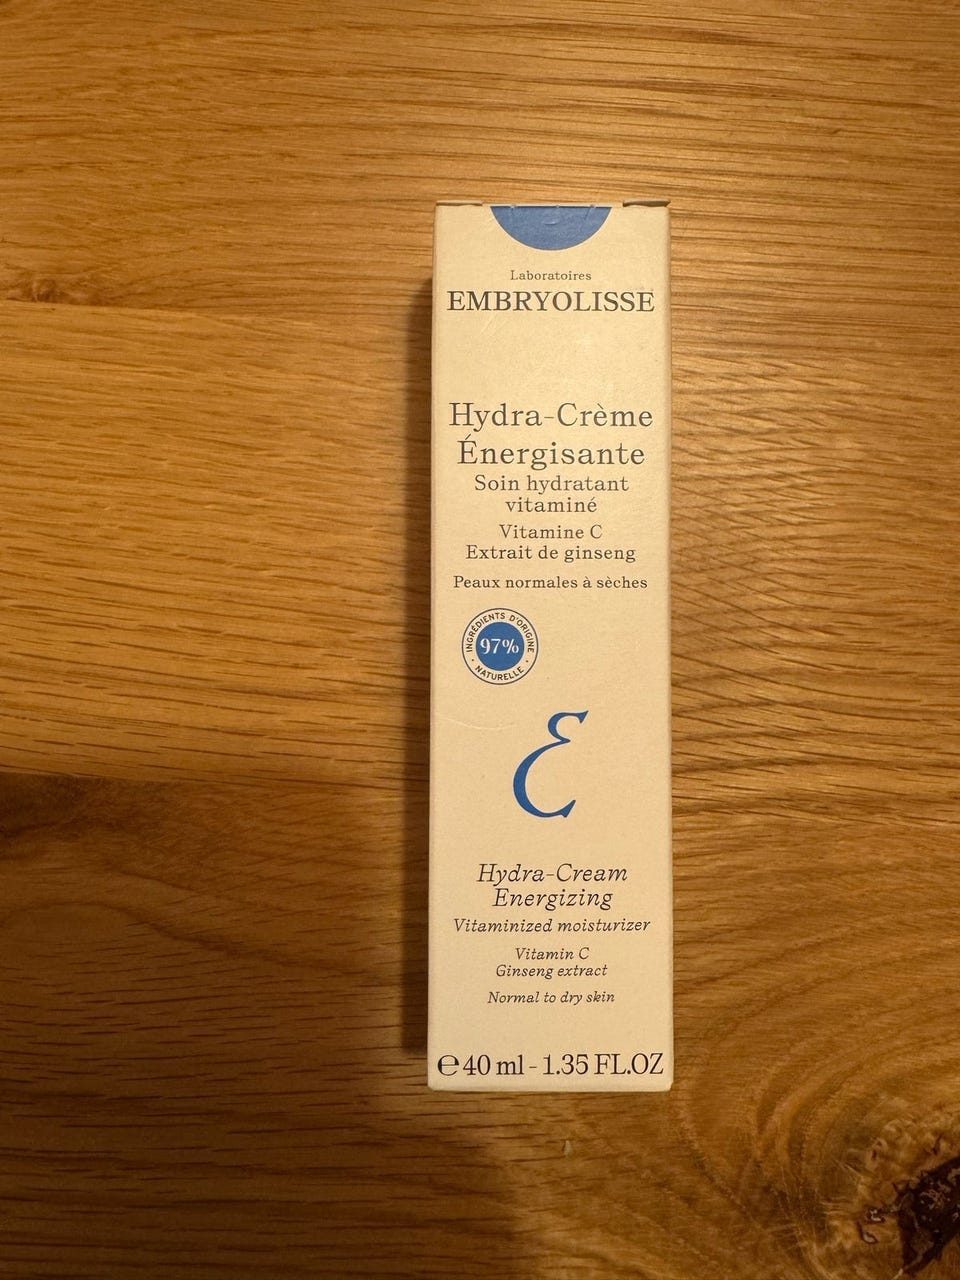 Laboratoires
EMBRYOLISSE
Hydra-Crème
Énergisante
Soin hydratant
vitaminé
Vitamine C
Extrait de ginseng
Peaux normales à sèches
INGRÉDIENTS D'ORIGINE
97%
NATURELLE
Hydra-Cream
Energizing
Vitaminized moisturizer
Vitamin C
Ginseng extract
Normal to dry skin
℮ 40 ml - 1.35 FL.OZ